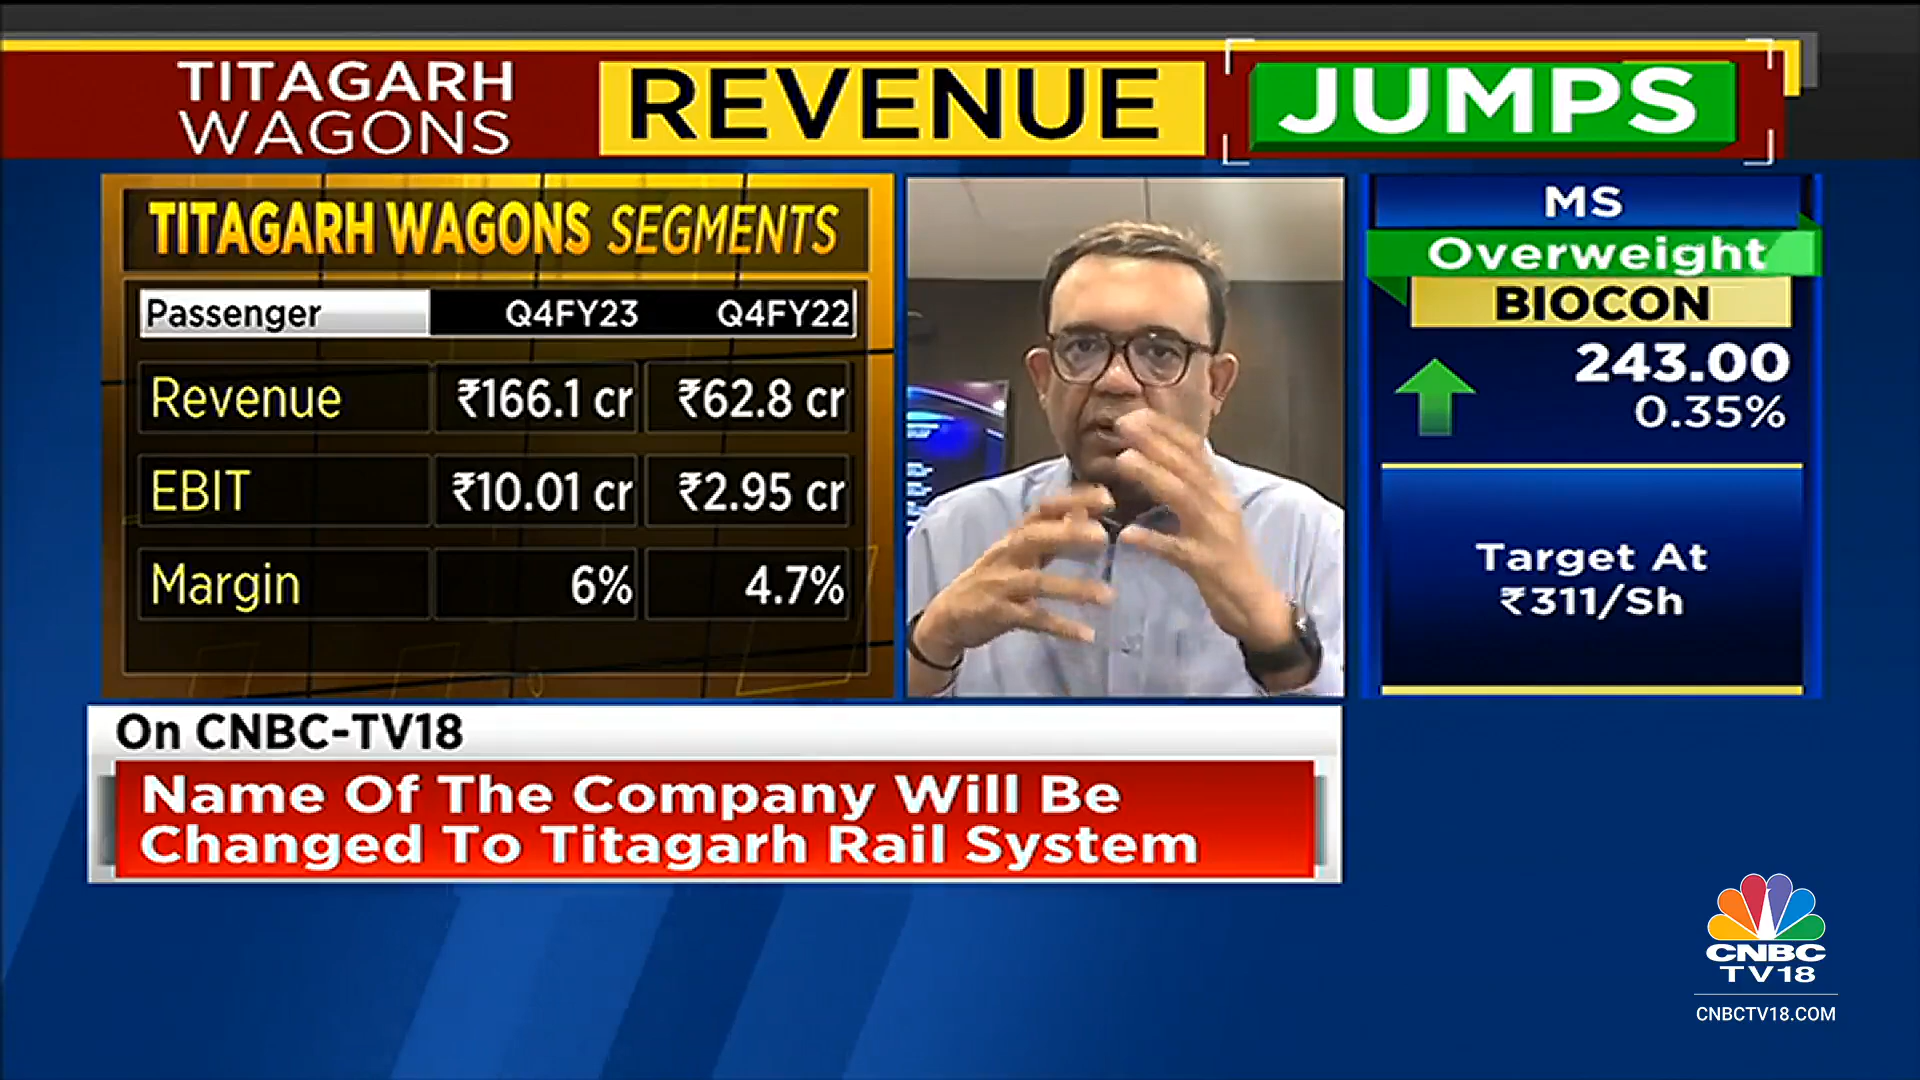 TITAGARH
WAGONS
REVENUE
JUMPS
TITAGARH WAGONS SEGMENTS
Passenger Q4FY23 Q4FY22
Revenue ₹166.1 cr ₹62.8 cr
EBIT ₹10.01 cr ₹2.95 cr
Margin 6% 4.7%
MS
Overweight
BIOCON
243.00
0.35%
Target At
₹311/Sh
On CNBC-TV18
Name Of The Company Will Be
Changed To Titagarh Rail System
CNBC
TV18
CNBCTV18.COM